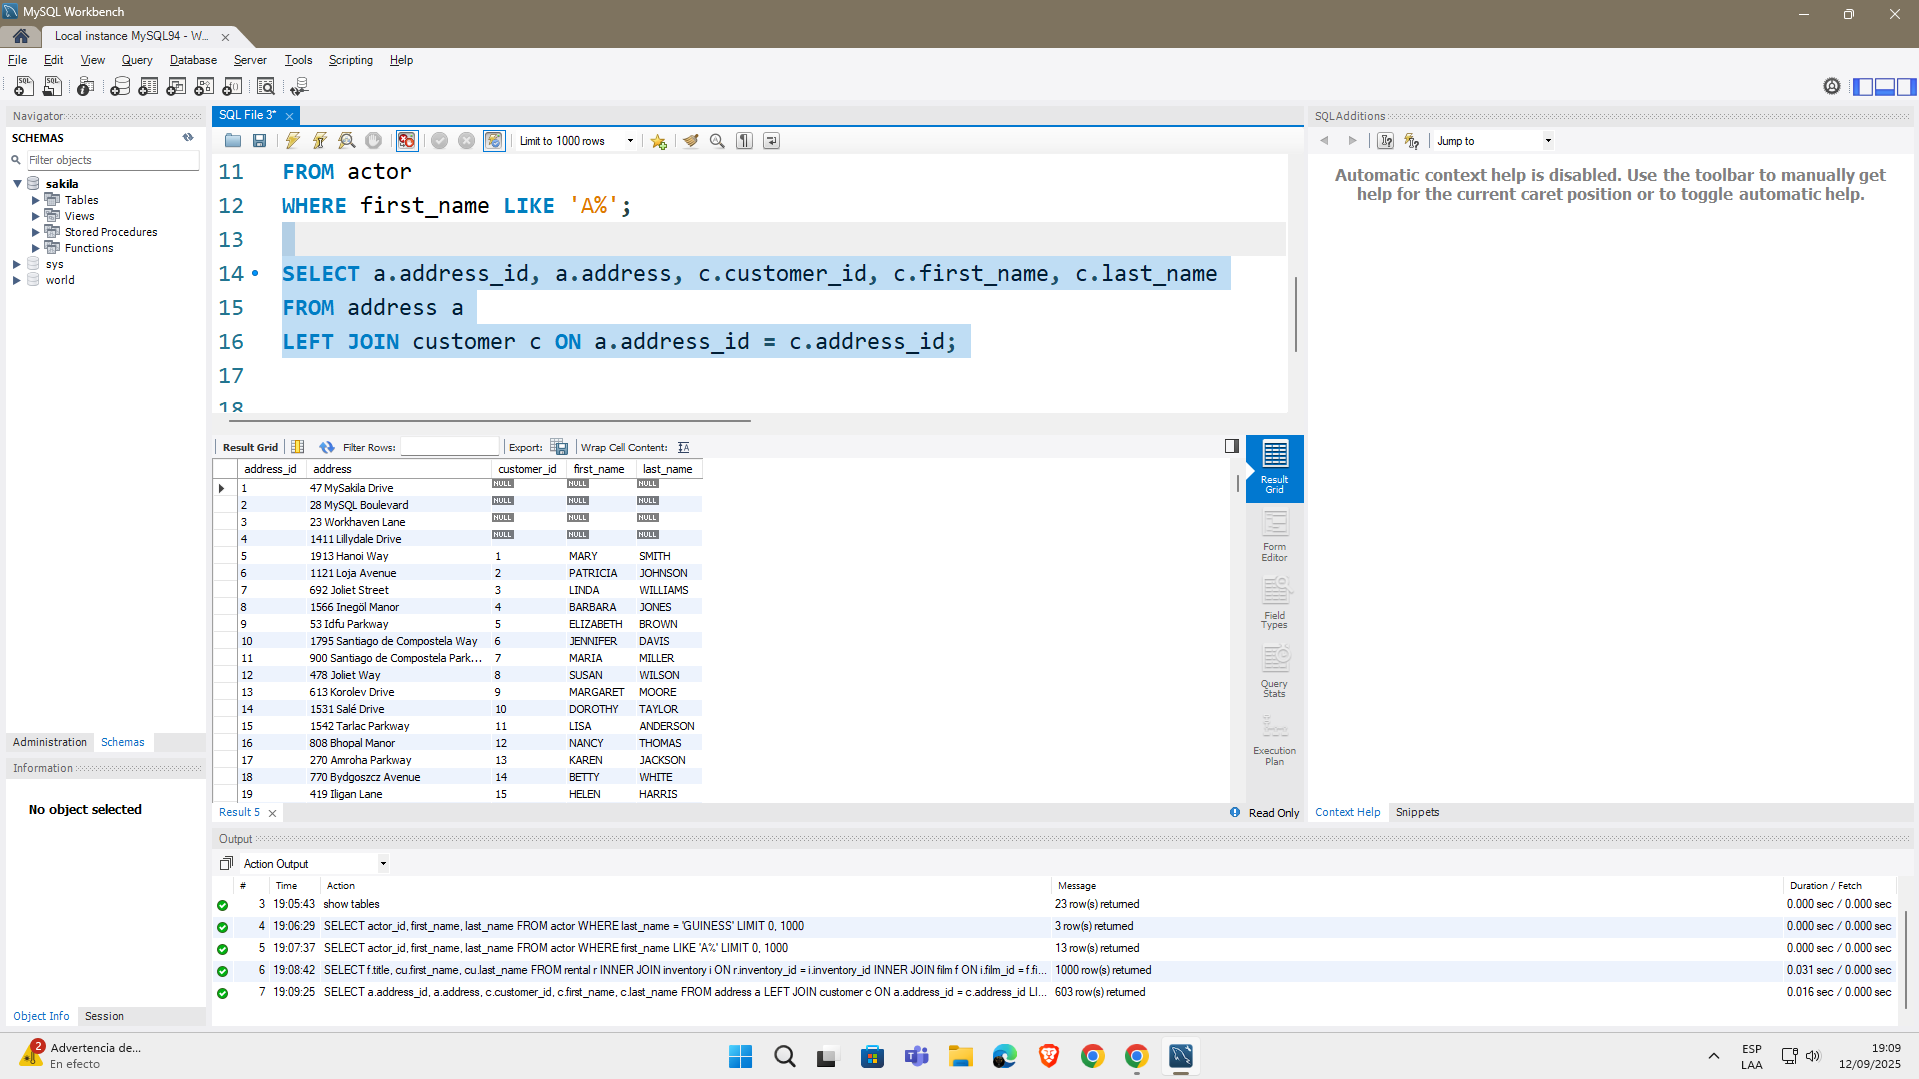 MySQL Workbench
Local instance MySQL94 - W...
File Edit View Query Database Server Tools Scripting Help
Navigator
SCHEMAS
Filter objects
sakila
Tables
Views
Stored Procedures
Functions
sys
world
Administration Schemas
Information
No object selected
Object Info Session
SQL File 3*
Limit to 1000 rows
11 FROM actor
12 WHERE first_name LIKE 'A%';
13
14 SELECT a.address_id, a.address, c.customer_id, c.first_name, c.last_name
15 FROM address a
16 LEFT JOIN customer c ON a.address_id = c.address_id;
17
18
Result Grid Filter Rows: Export: Wrap Cell Content:
address_id address customer_id first_name last_name
1 47 MySakila Drive NULL NULL NULL
2 28 MySQL Boulevard NULL NULL NULL
3 23 Workhaven Lane NULL NULL NULL
4 1411 Lillydale Drive NULL NULL NULL
5 1913 Hanoi Way 1 MARY SMITH
6 1121 Loja Avenue 2 PATRICIA JOHNSON
7 692 Joliet Street 3 LINDA WILLIAMS
8 1566 Inegöl Manor 4 BARBARA JONES
9 53 Idfu Parkway 5 ELIZABETH BROWN
10 1795 Santiago de Compostela Way 6 JENNIFER DAVIS
11 900 Santiago de Compostela Park... 7 MARIA MILLER
12 478 Joliet Way 8 SUSAN WILSON
13 613 Korolev Drive 9 MARGARET MOORE
14 1531 Salé Drive 10 DOROTHY TAYLOR
15 1542 Tarlac Parkway 11 LISA ANDERSON
16 808 Bhopal Manor 12 NANCY THOMAS
17 270 Amroha Parkway 13 KAREN JACKSON
18 770 Bydgoszcz Avenue 14 BETTY WHITE
19 419 Iligan Lane 15 HELEN HARRIS
Result Grid
Form Editor
Field Types
Query Stats
Execution Plan
Result 5
Read Only
SQLAdditions
Jump to
Automatic context help is disabled. Use the toolbar to manually get
help for the current caret position or to toggle automatic help.
Context Help Snippets
Output
Action Output
# Time Action Message Duration / Fetch
3 19:05:43 show tables 23 row(s) returned 0.000 sec / 0.000 sec
4 19:06:29 SELECT actor_id, first_name, last_name FROM actor WHERE last_name = 'GUINESS' LIMIT 0, 1000 3 row(s) returned 0.000 sec / 0.000 sec
5 19:07:37 SELECT actor_id, first_name, last_name FROM actor WHERE first_name LIKE 'A%' LIMIT 0, 1000 13 row(s) returned 0.000 sec / 0.000 sec
6 19:08:42 SELECT f.title, cu.first_name, cu.last_name FROM rental r INNER JOIN inventory i ON r.inventory_id = i.inventory_id INNER JOIN film f ON i.film_id = f.fi... 1000 row(s) returned 0.031 sec / 0.000 sec
7 19:09:25 SELECT a.address_id, a.address, c.customer_id, c.first_name, c.last_name FROM address a LEFT JOIN customer c ON a.address_id = c.address_id LI... 603 row(s) returned 0.016 sec / 0.000 sec
2
Advertencia de...
En efecto
ESP
LAA
19:09
12/09/2025